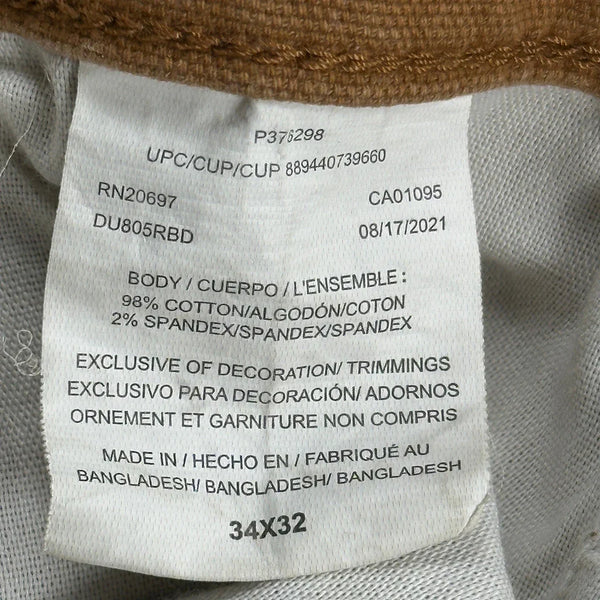 P376298
UPC/CUP/CUP 889440739660
RN20697 CA01095
DU805RBD 08/17/2021
BODY / CUERPO / L'ENSEMBLE :
98% COTTON/ALGODÓN/COTON
2% SPANDEX/SPANDEX/SPANDEX
EXCLUSIVE OF DECORATION/ TRIMMINGS
EXCLUSIVO PARA DECORACIÓN/ ADORNOS
ORNEMENT ET GARNITURE NON COMPRIS
MADE IN / HECHO EN / FABRIQUÉ AU
BANGLADESH/ BANGLADESH/ BANGLADESH
34X32